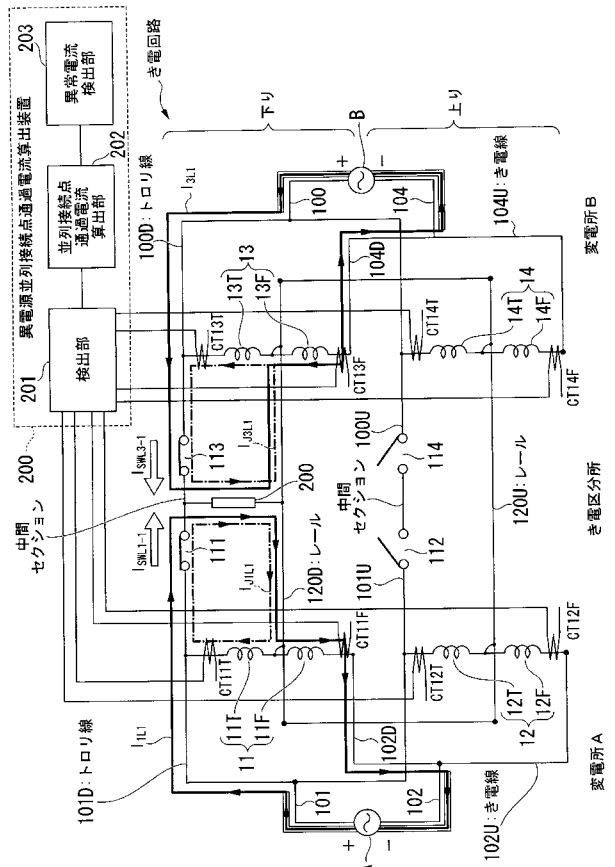 異電源並列接続点通過電流算出装置
200
201
検出部
202
並列接続点
通過電流
算出部
203
異常電流
検出部
き電回路
下り
上り
中間
セクション
I_SWL1-1
I_SWL3-1
101D:トロリ線
100D:トロリ線
I_1L1
I_3L1
111
113
200
I_J1L1
I_J3L1
CT11T
CT13T
11T
11F
11
13T
13F
13
CT11F
CT13F
120D:レール
101
102
102D
100
104
104D
A
B
+
−
+
−
101U
100U
中間
セクション
112
114
CT12T
CT14T
12T
12F
12
14T
14F
14
CT12F
CT14F
120U:レール
102U:き電線
104U:き電線
変電所A
き電区分所
変電所B